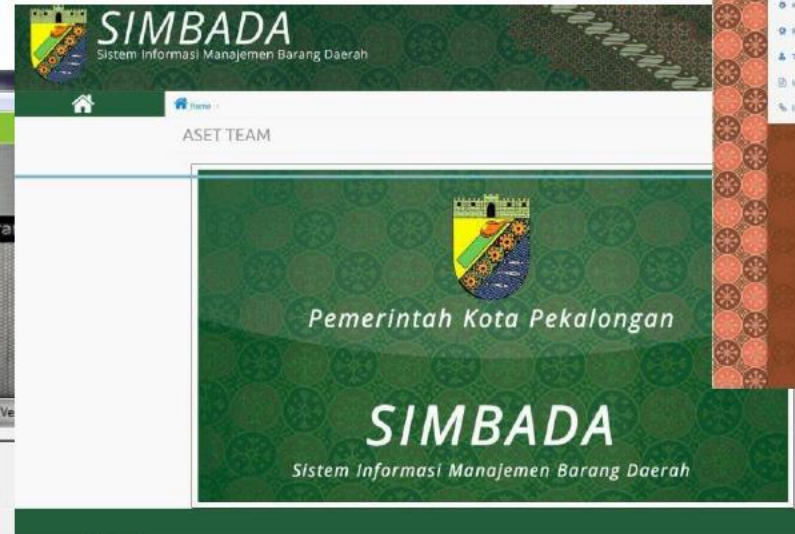 SIMBADA
Sistem Informasi Manajemen Barang Daerah
Home
ASET TEAM
Pemerintah Kota Pekalongan
SIMBADA
Sistem Informasi Manajemen Barang Daerah